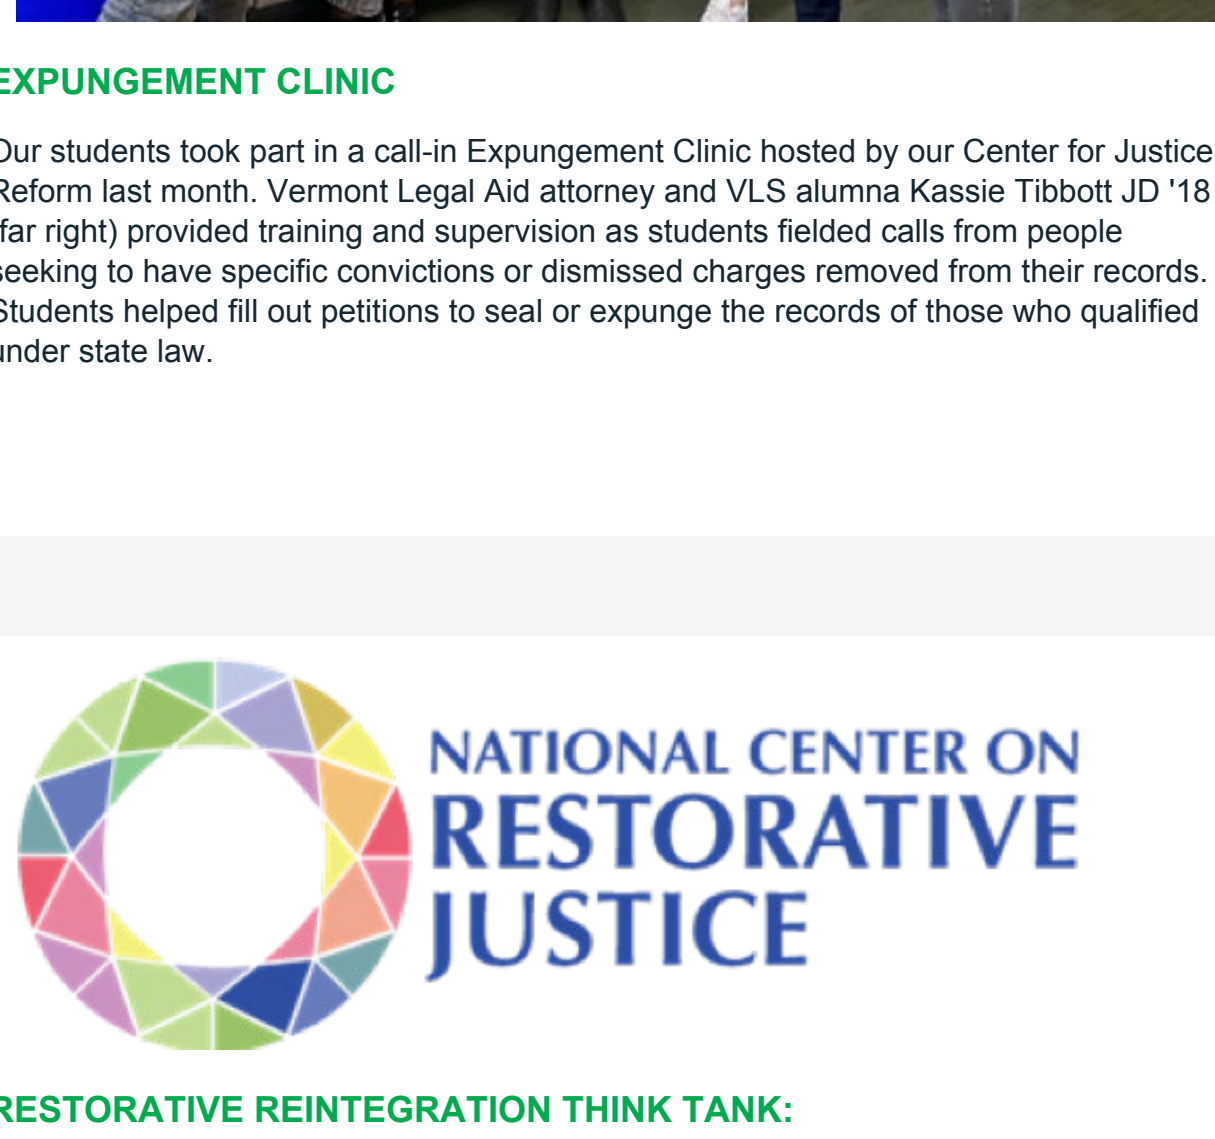 EXPUNGEMENT CLINIC
Our students took part in a call-in Expungement Clinic hosted by our Center for Justice
Reform last month. Vermont Legal Aid attorney and VLS alumna Kassie Tibbott JD '18
(far right) provided training and supervision as students fielded calls from people
seeking to have specific convictions or dismissed charges removed from their records.
Students helped fill out petitions to seal or expunge the records of those who qualified
under state law.
NATIONAL CENTER ON
RESTORATIVE
JUSTICE
RESTORATIVE REINTEGRATION THINK TANK: